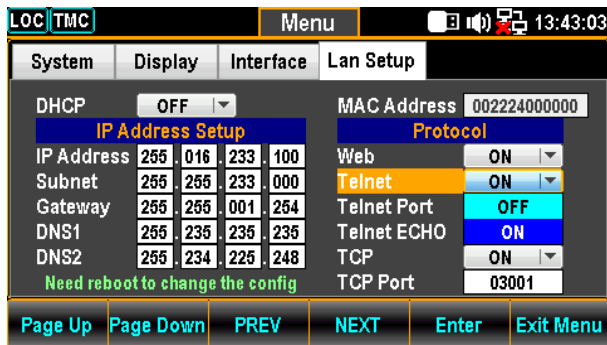 LOC TMC Menu 13:43:03
System Display Interface Lan Setup
DHCP OFF MAC Address 002224000000
IP Address Setup Protocol
IP Address 255 . 016 . 233 . 100 Web ON
Subnet 255 . 255 . 233 . 000 Telnet ON
Gateway 255 . 255 . 001 . 254 Telnet Port OFF
DNS1 255 . 235 . 235 . 235 Telnet ECHO ON
DNS2 255 . 234 . 225 . 248 TCP ON
Need reboot to change the config TCP Port 03001
Page Up Page Down PREV NEXT Enter Exit Menu